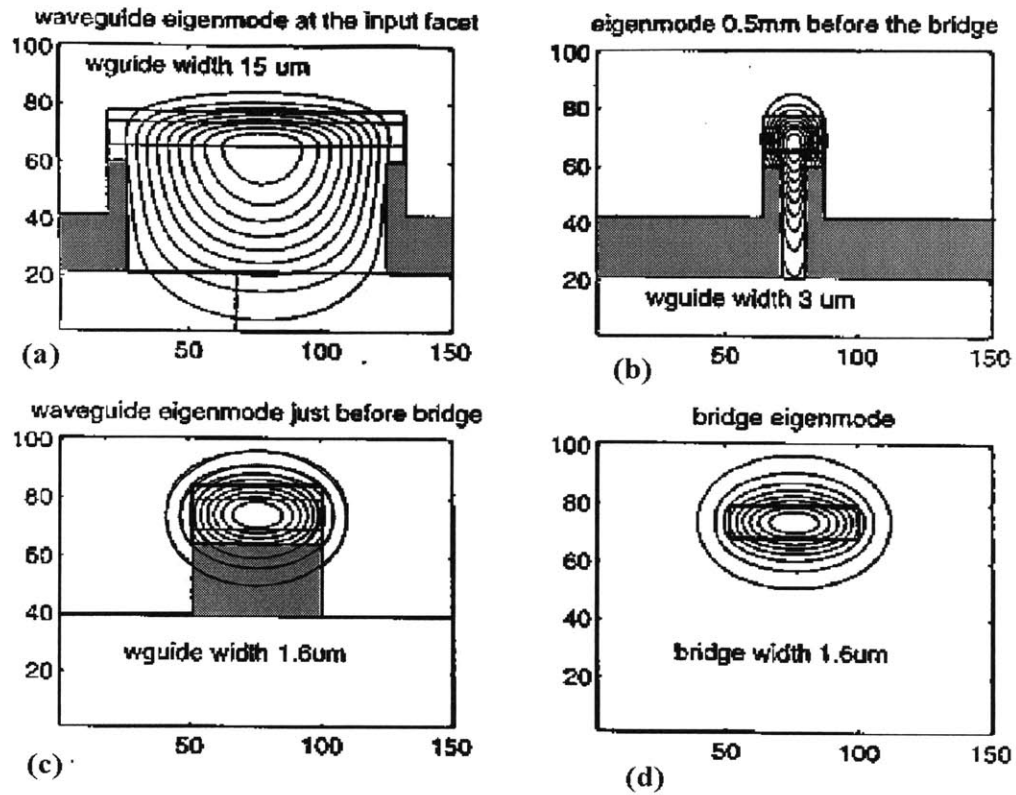 waveguide eigenmode at the input facet
100
wguide width 15 um
80
60
40
20
50
100
150
(a)
eigenmode 0.5mm before the bridge
100
80
60
40
20
wguide width 3 um
50
100
150
(b)
waveguide eigenmode just before bridge
100
80
60
40
20
wguide width 1.6um
50
100
150
(c)
bridge eigenmode
100
80
60
40
20
bridge width 1.6um
50
100
150
(d)